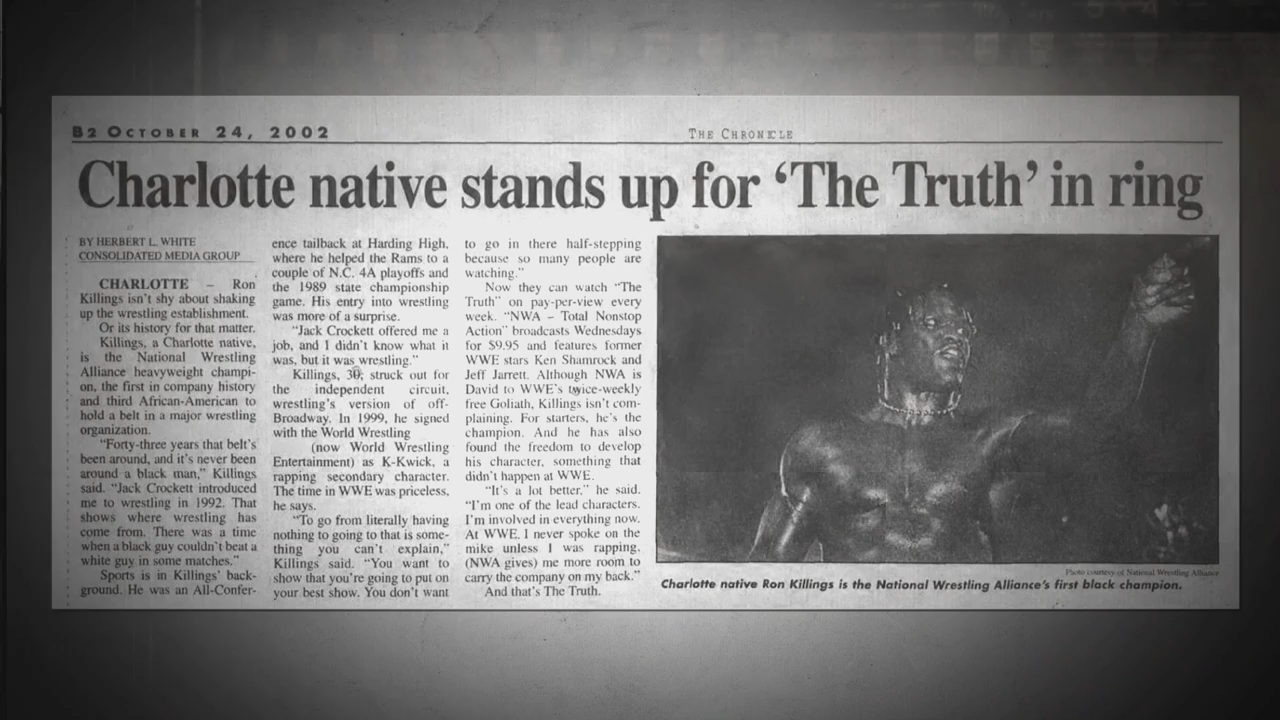 B2 OCTOBER 24, 2002
THE CHRONICLE
Charlotte native stands up for ‘The Truth’ in ring
BY HERBERT L. WHITE
CONSOLIDATED MEDIA GROUP
CHARLOTTE – Ron
Killings isn't shy about shaking
up the wrestling establishment.
Or its history for that matter.
Killings, a Charlotte native,
is the National Wrestling
Alliance heavyweight champi-
on, the first in company history
and third African-American to
hold a belt in a major wrestling
organization.
"Forty-three years that belt's
been around, and it's never been
around a black man," Killings
said. "Jack Crockett introduced
me to wrestling in 1992. That
shows where wrestling has
come from. There was a time
when a black guy couldn't beat a
white guy in some matches."
Sports is in Killings' back-
ground. He was an All-Confer-
ence tailback at Harding High,
where he helped the Rams to a
couple of N.C. 4A playoffs and
the 1989 state championship
game. His entry into wrestling
was more of a surprise.
"Jack Crockett offered me a
job, and I didn't know what it
was, but it was wrestling."
Killings, 30, struck out for
the independent circuit,
wrestling's version of off-
Broadway. In 1999, he signed
with the World Wrestling
(now World Wrestling
Entertainment) as K-Kwick, a
rapping secondary character.
The time in WWE was priceless,
he says.
"To go from literally having
nothing to going to that is some-
thing you can't explain,"
Killings said. "You want to
show that you're going to put on
your best show. You don't want
to go in there half-stepping
because so many people are
watching."
Now they can watch "The
Truth" on pay-per-view every
week. "NWA – Total Nonstop
Action" broadcasts Wednesdays
for $9.95 and features former
WWE stars Ken Shamrock and
Jeff Jarrett. Although NWA is
David to WWE's twice-weekly
free Goliath, Killings isn't com-
plaining. For starters, he's the
champion. And he has also
found the freedom to develop
his character, something that
didn't happen at WWE.
"It's a lot better," he said.
"I'm one of the lead characters.
I'm involved in everything now.
At WWE, I never spoke on the
mike unless I was rapping.
(NWA gives) me more room to
carry the company on my back."
And that's The Truth.
Photo courtesy of National Wrestling Alliance
Charlotte native Ron Killings is the National Wrestling Alliance's first black champion.